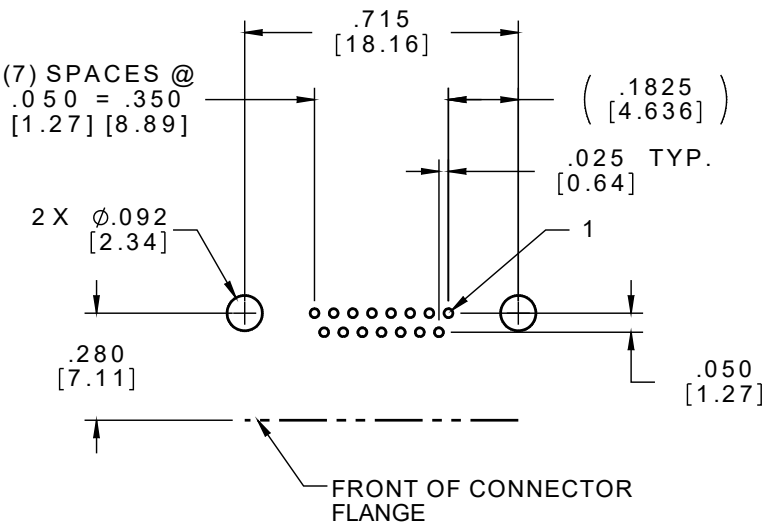 .715
[18.16]
(7) SPACES @
.050 = .350
[1.27] [8.89]
( .1825
[4.636] )
.025 TYP.
[0.64]
2X Ø.092
[2.34]
1
.280
[7.11]
.050
[1.27]
FRONT OF CONNECTOR
FLANGE